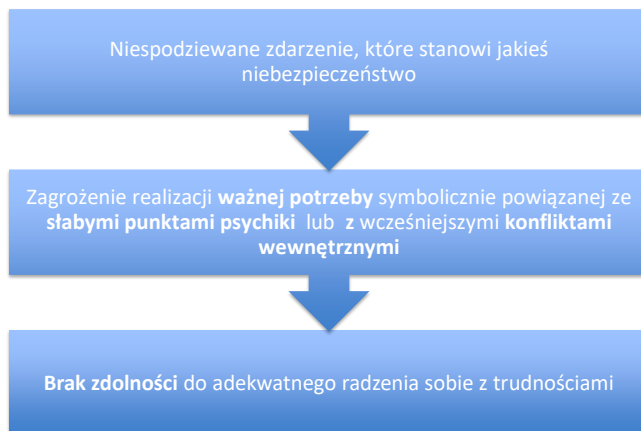 Niespodziewane zdarzenie, które stanowi jakieś
niebezpieczeństwo
Zagrożenie realizacji ważnej potrzeby symbolicznie powiązanej ze
słabymi punktami psychiki lub z wcześniejszymi konfliktami
wewnętrznymi
Brak zdolności do adekwatnego radzenia sobie z trudnościami